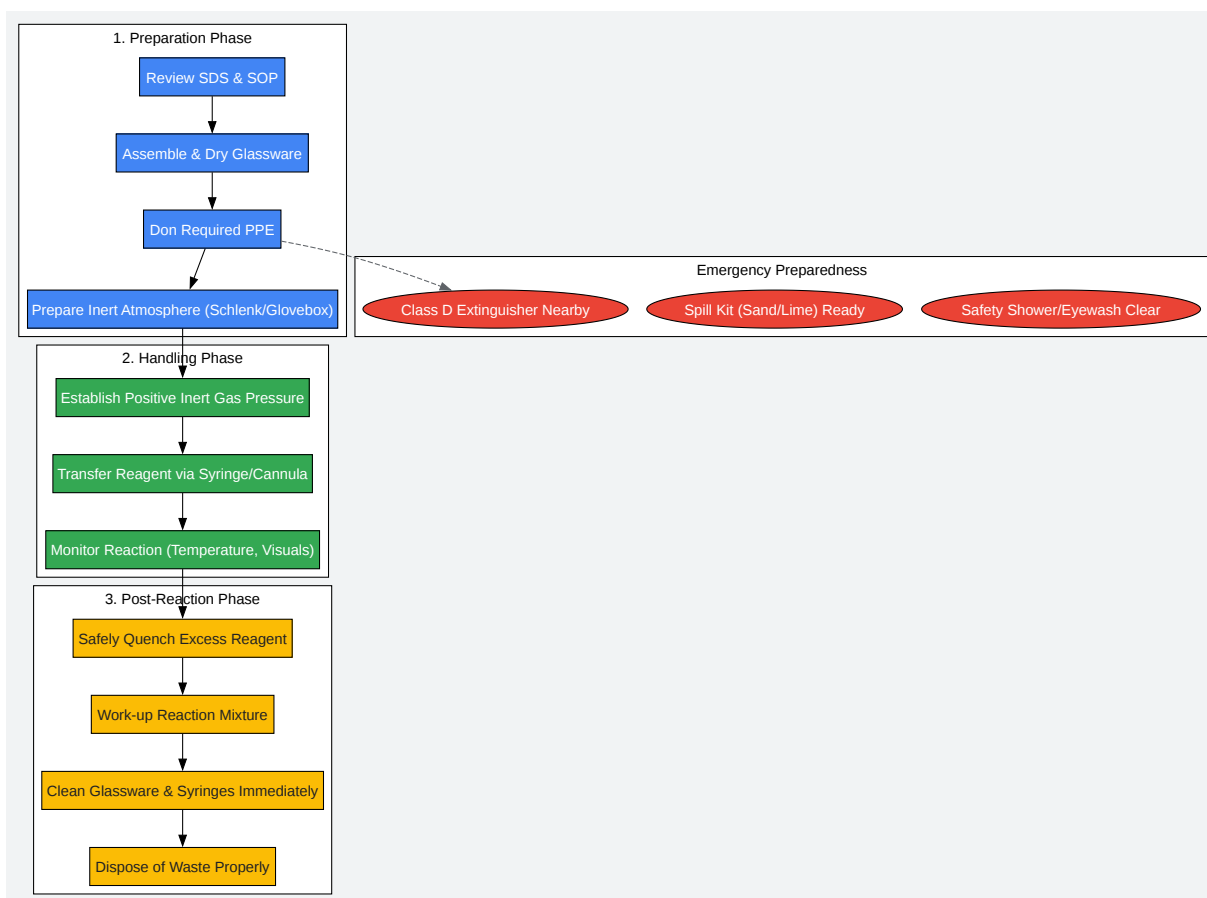 1. Preparation Phase
Review SDS & SOP
Assemble & Dry Glassware
Don Required PPE
Prepare Inert Atmosphere (Schlenk/Glovebox)
Emergency Preparedness
Class D Extinguisher Nearby
Spill Kit (Sand/Lime) Ready
Safety Shower/Eyewash Clear
2. Handling Phase
Establish Positive Inert Gas Pressure
Transfer Reagent via Syringe/Cannula
Monitor Reaction (Temperature, Visuals)
3. Post-Reaction Phase
Safely Quench Excess Reagent
Work-up Reaction Mixture
Clean Glassware & Syringes Immediately
Dispose of Waste Properly